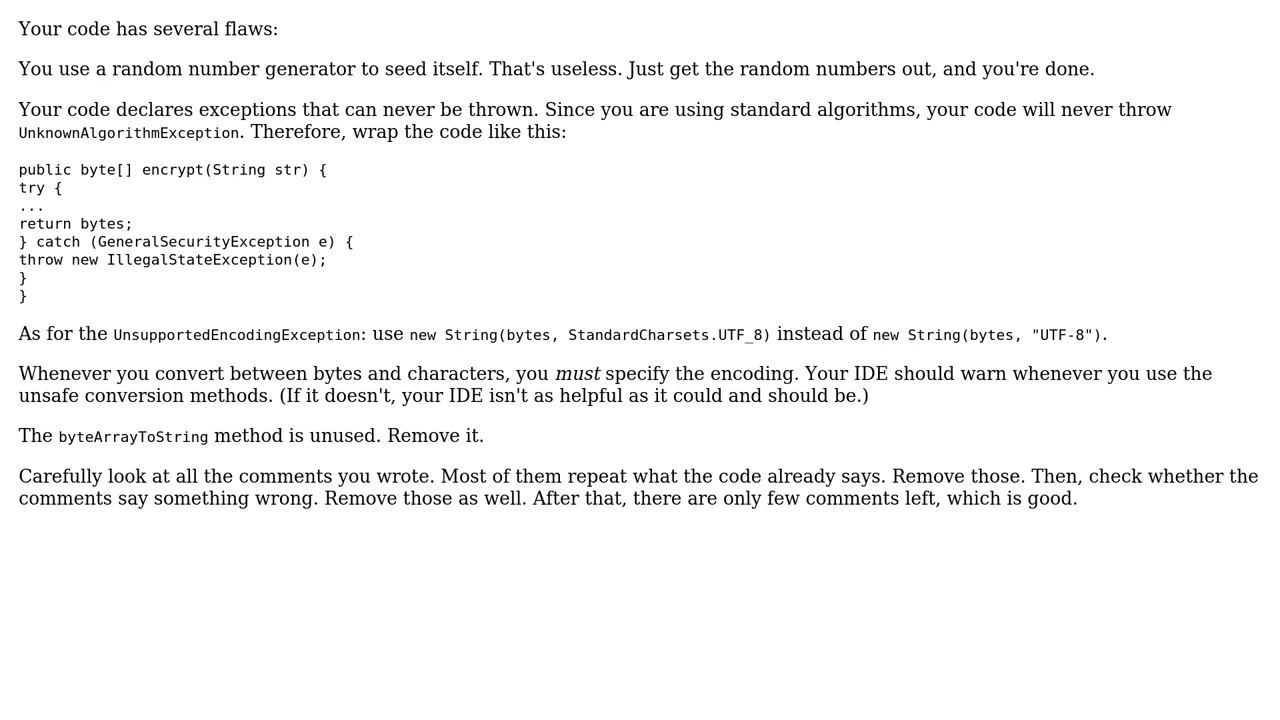 Your code has several flaws:
You use a random number generator to seed itself. That's useless. Just get the random numbers out, and you're done.
Your code declares exceptions that can never be thrown. Since you are using standard algorithms, your code will never throw
UnknownAlgorithmException. Therefore, wrap the code like this:
public byte[] encrypt(String str) {
try {
...
return bytes;
} catch (GeneralSecurityException e) {
throw new IllegalStateException(e);
}
}
As for the UnsupportedEncodingException: use new String(bytes, StandardCharsets.UTF_8) instead of new String(bytes, "UTF-8").
Whenever you convert between bytes and characters, you must specify the encoding. Your IDE should warn whenever you use the
unsafe conversion methods. (If it doesn't, your IDE isn't as helpful as it could and should be.)
The byteArrayToString method is unused. Remove it.
Carefully look at all the comments you wrote. Most of them repeat what the code already says. Remove those. Then, check whether the
comments say something wrong. Remove those as well. After that, there are only few comments left, which is good.